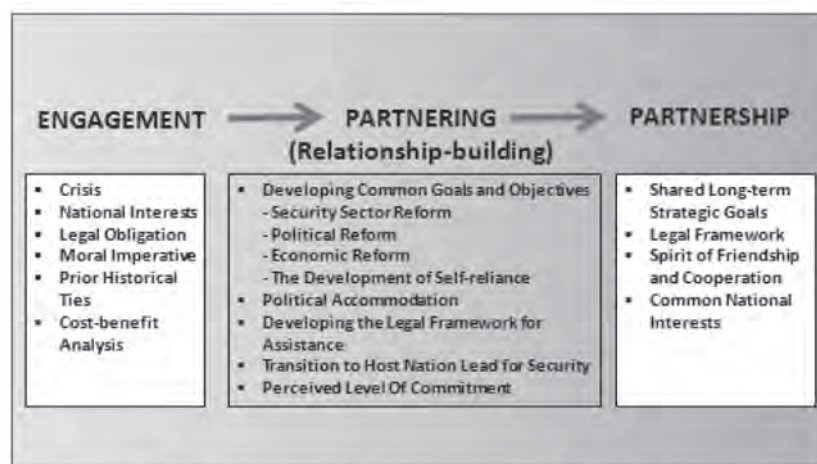 ENGAGEMENT
PARTNERING
(Relationship-building)
PARTNERSHIP
▪ Crisis
▪ National Interests
▪ Legal Obligation
▪ Moral Imperative
▪ Prior Historical
Ties
▪ Cost-benefit
Analysis
▪ Developing Common Goals and Objectives
- Security Sector Reform
- Political Reform
- Economic Reform
- The Development of Self-reliance
▪ Political Accommodation
▪ Developing the Legal Framework for
Assistance
▪ Transition to Host Nation Lead for Security
▪ Perceived Level Of Commitment
▪ Shared Long-term
Strategic Goals
▪ Legal Framework
▪ Spirit of Friendship
and Cooperation
▪ Common National
Interests